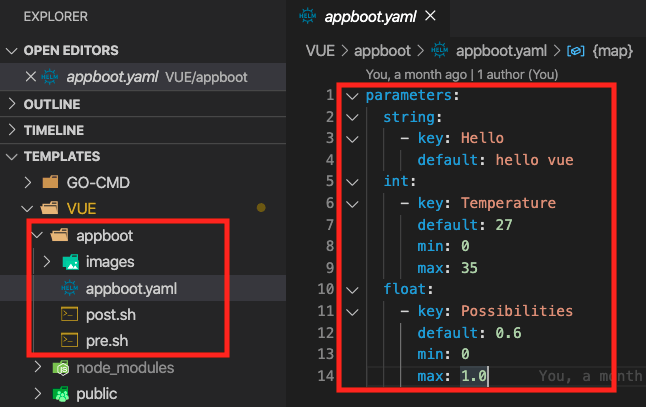 EXPLORER
OPEN EDITORS
appboot.yaml VUE/appboot
OUTLINE
TIMELINE
TEMPLATES
GO-CMD
VUE
appboot
images
appboot.yaml
post.sh
pre.sh
node_modules
public
HELM appboot.yaml
VUE > appboot > appboot.yaml > {map}
You, a month ago | 1 author (You)
1 parameters:
2 string:
3 - key: Hello
4 default: hello vue
5 int:
6 - key: Temperature
7 default: 27
8 min: 0
9 max: 35
10 float:
11 - key: Possibilities
12 default: 0.6
13 min: 0
14 max: 1.0 You, a month